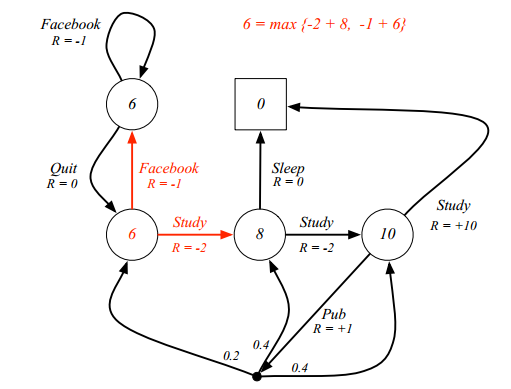 Facebook
R = -1
6 = max {-2 + 8, -1 + 6}
6
0
Quit
R = 0
Facebook
R = -1
Sleep
R = 0
Study
R = +10
6
Study
R = -2
8
Study
R = -2
10
Pub
R = +1
0.2
0.4
0.4